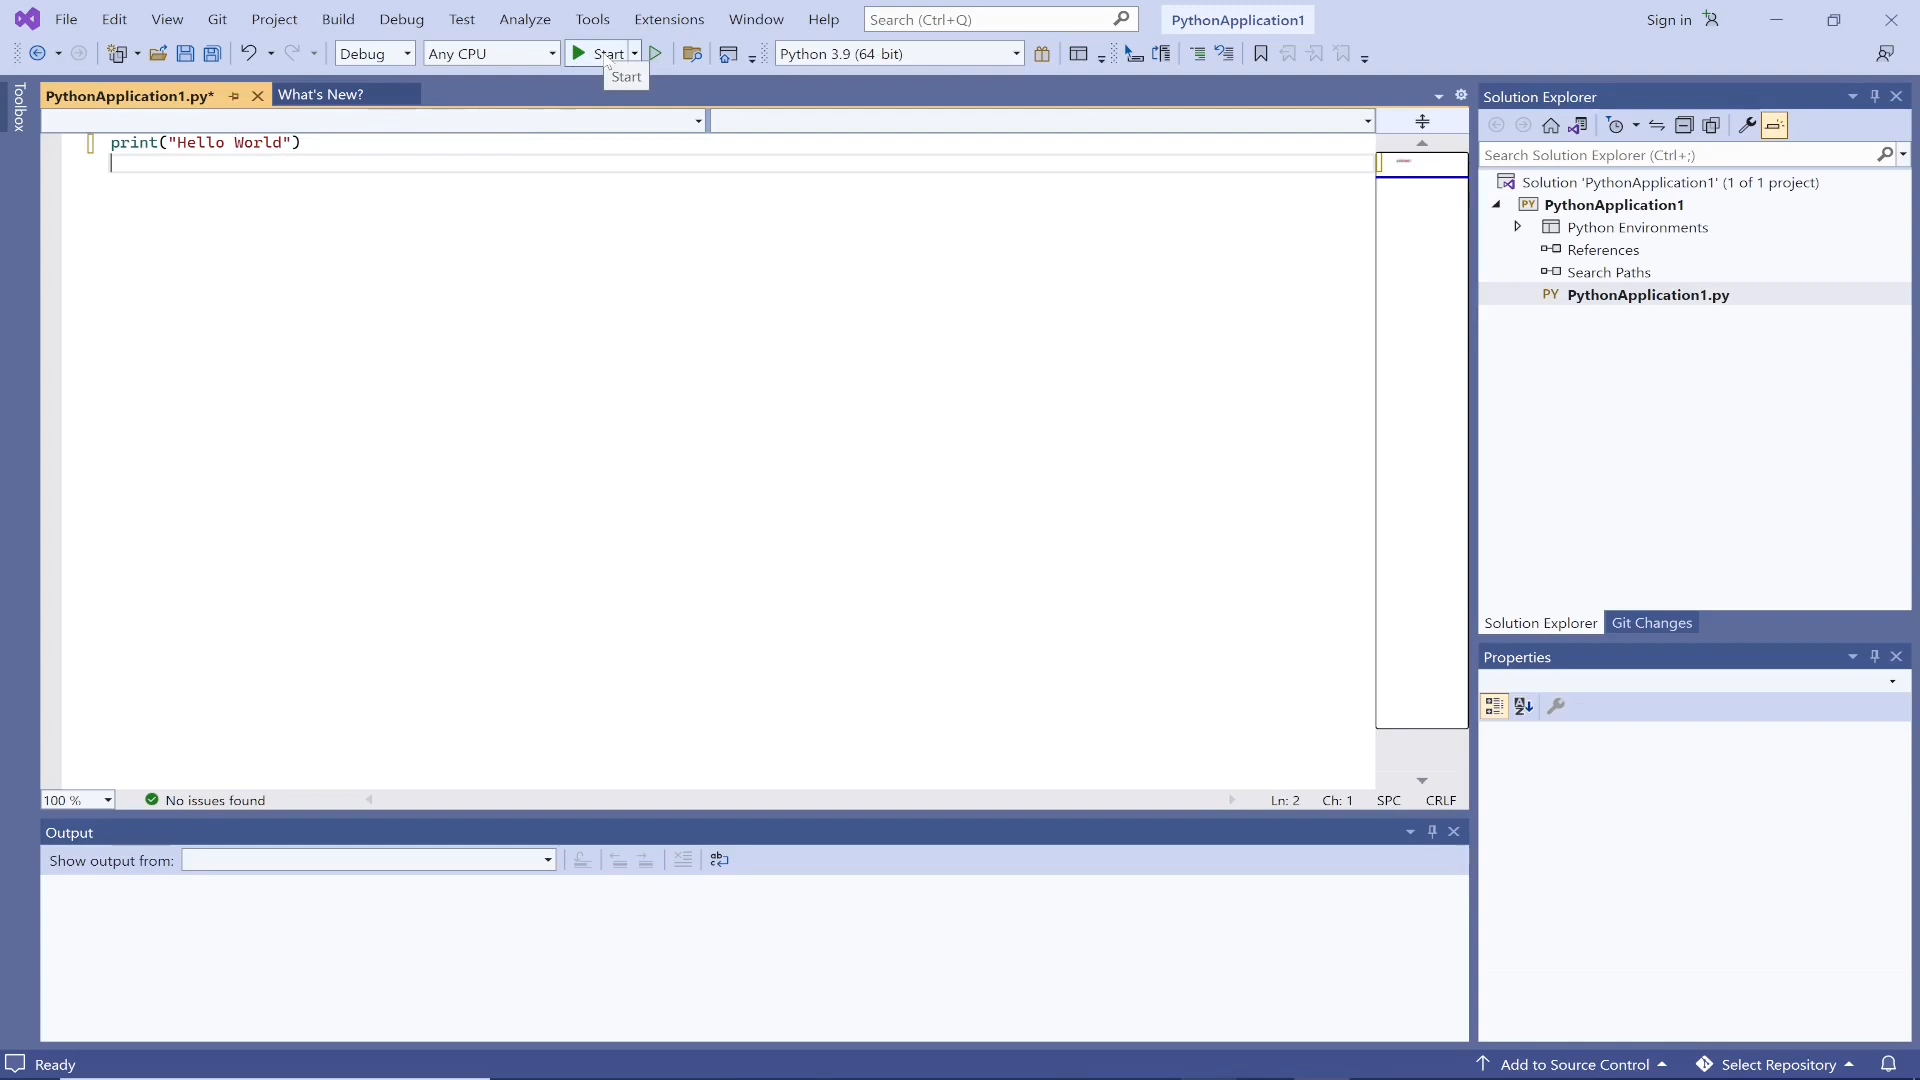 File Edit View Git Project Build Debug Test Analyze Tools Extensions Window Help Search (Ctrl+Q) PythonApplication1 Sign in
Debug Any CPU Start Python 3.9 (64 bit)
Start
Toolbox
PythonApplication1.py* What's New?
print("Hello World")
100 % No issues found Ln: 2 Ch: 1 SPC CRLF
Output
Show output from:
Solution Explorer
Search Solution Explorer (Ctrl+;)
Solution 'PythonApplication1' (1 of 1 project)
PY PythonApplication1
Python Environments
References
Search Paths
PY PythonApplication1.py
Solution Explorer Git Changes
Properties
Ready Add to Source Control Select Repository